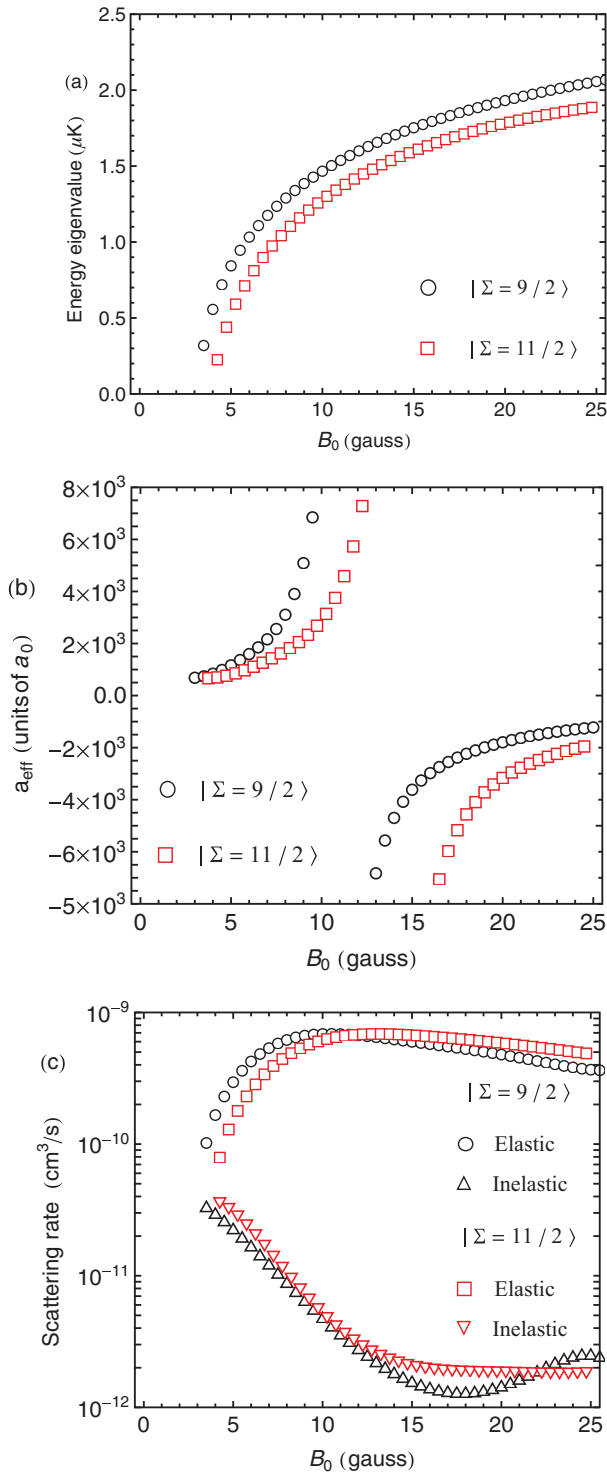 (a)
Energy eigenvalue (μK)
2.5
2.0
1.5
1.0
0.5
0.0
| Σ = 9 / 2 ⟩
| Σ = 11 / 2 ⟩
0 5 10 15 20 25
B₀ (gauss)
(b)
a_eff (units of a₀)
8×10³
6×10³
4×10³
2×10³
0.0
−2×10³
−4×10³
−6×10³
−5×10³
| Σ = 9 / 2 ⟩
| Σ = 11 / 2 ⟩
0 5 10 15 20 25
B₀ (gauss)
(c)
Scattering rate (cm³/s)
10⁻⁹
10⁻¹⁰
10⁻¹¹
10⁻¹²
| Σ = 9 / 2 ⟩
Elastic
Inelastic
| Σ = 11 / 2 ⟩
Elastic
Inelastic
0 5 10 15 20 25
B₀ (gauss)